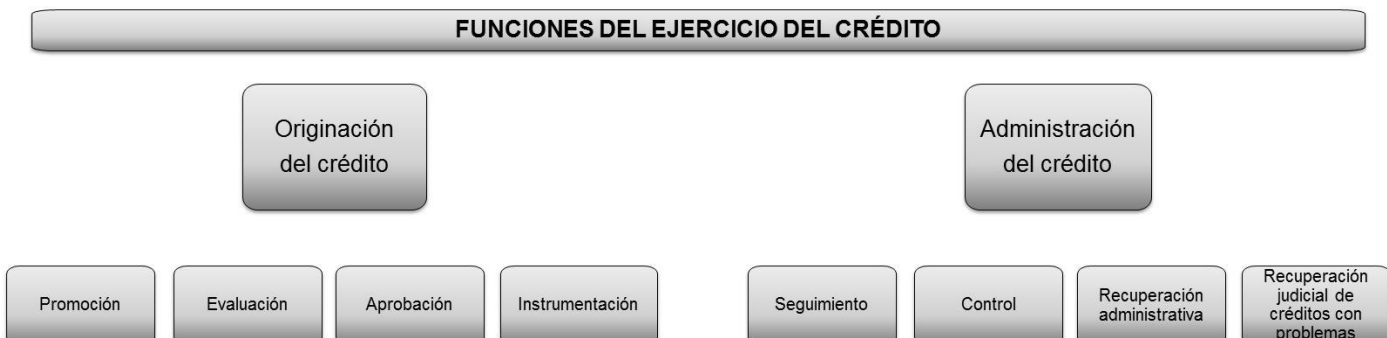 FUNCIONES DEL EJERCICIO DEL CRÉDITO
Originación
del crédito
Administración
del crédito
Promoción
Evaluación
Aprobación
Instrumentación
Seguimiento
Control
Recuperación
administrativa
Recuperación
judicial de
créditos con
problemas